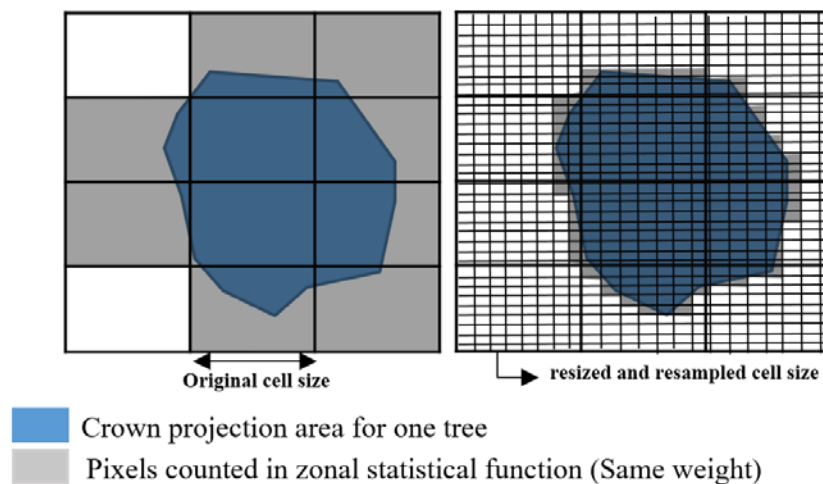 Original cell size
resized and resampled cell size
Crown projection area for one tree
Pixels counted in zonal statistical function (Same weight)